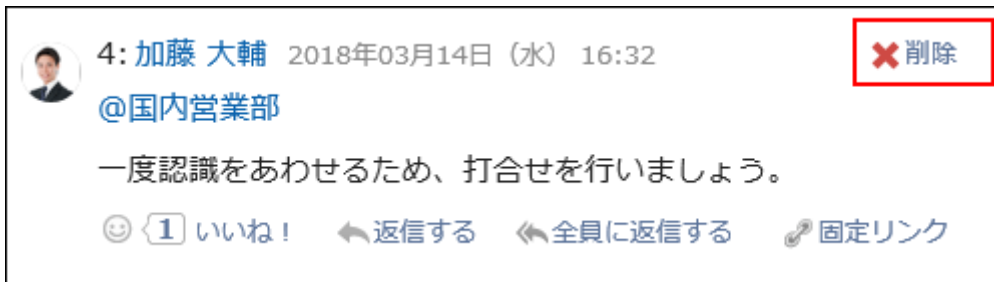 4: 加藤 大輔 2018年03月14日（水） 16:32 削除
@国内営業部
一度認識をあわせるため、打合せを行いましょう。
1 いいね！ 返信する 全員に返信する 固定リンク